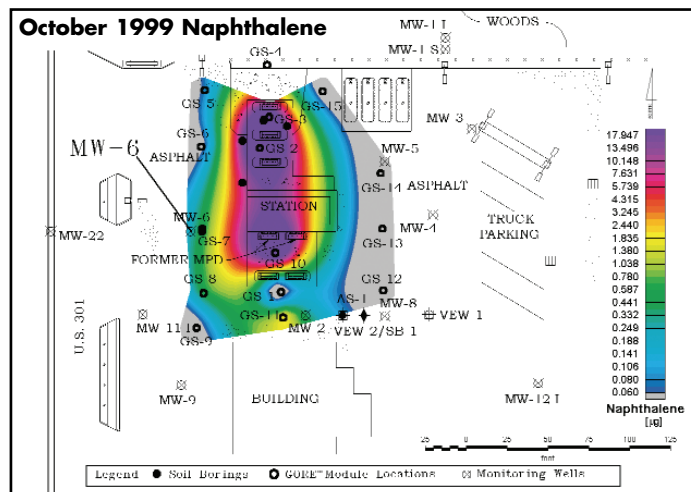 October 1999 Naphthalene
MW-1 I
WOODS
MW-1 S
GS-4
GS 5
GS-15
GS-3
GS-6
MW 3
MW-6
ASPHALT
GS 2
MW-5
GS-14
ASPHALT
STATION
MW-6
MW-22
GS-7
MW-4
TRUCK
PARKING
GS-13
FORMER MPD
GS 10
GS 8
GS 1
GS 12
AS-1
MW-8
U.S. 301
MW 11 I
GS-9
GS-11
MW 2
VEW 2/SB 1
VEW 1
MW-9
BUILDING
MW-12 I
17.947
13.496
10.148
7.631
5.739
4.315
3.245
2.440
1.835
1.380
1.038
0.780
0.587
0.441
0.332
0.249
0.188
0.141
0.106
0.080
0.060
Naphthalene
[µg]
25 0 25 50 75 100 125
feet
Legend ● Soil Borings GORE™Module Locations Monitoring Wells